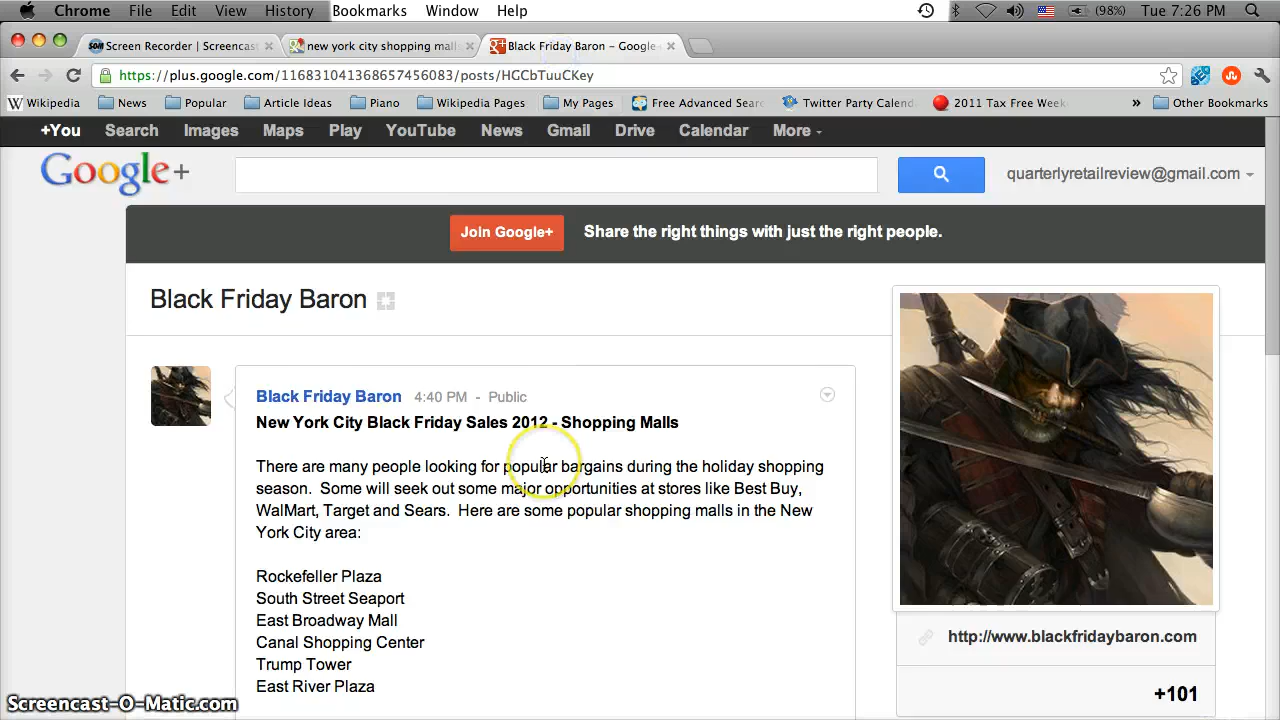 Chrome File Edit View History Bookmarks Window Help (98%) Tue 7:26 PM
Screen Recorder | Screencast new york city shopping mall Black Friday Baron - Google
https://plus.google.com/116831041368657456083/posts/HGCbTuuCKey
Wikipedia News Popular Article Ideas Piano Wikipedia Pages My Pages Free Advanced Sear Twitter Party Calend 2011 Tax Free Week » Other Bookmarks
+You Search Images Maps Play YouTube News Gmail Drive Calendar More
Google+ quarterlyretailreview@gmail.com
Join Google+ Share the right things with just the right people.
Black Friday Baron
Black Friday Baron 4:40 PM - Public
New York City Black Friday Sales 2012 - Shopping Malls
There are many people looking for popular bargains during the holiday shopping
season. Some will seek out some major opportunities at stores like Best Buy,
WalMart, Target and Sears. Here are some popular shopping malls in the New
York City area:
Rockefeller Plaza
South Street Seaport
East Broadway Mall
Canal Shopping Center
Trump Tower
East River Plaza
http://www.blackfridaybaron.com
+101
Screencast-O-Matic.com